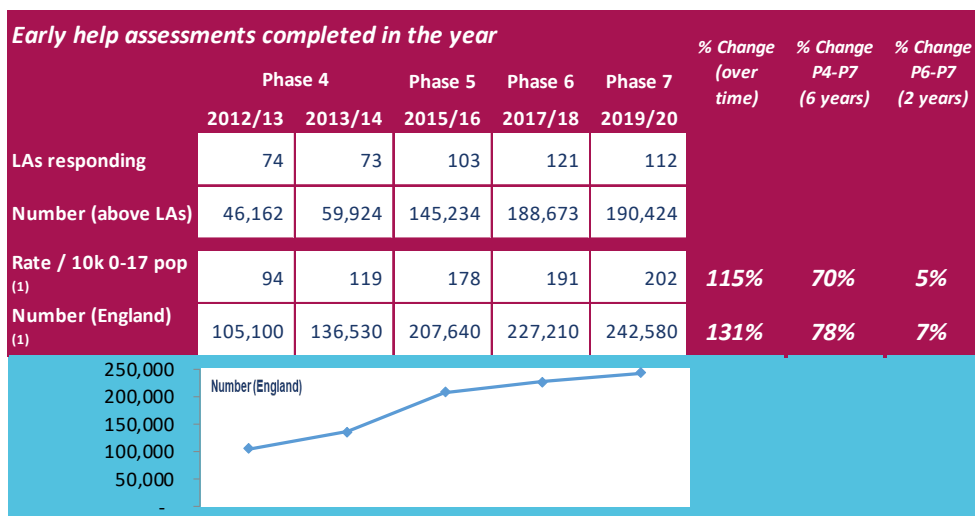 Early help assessments completed in the year
% Change (over time) % Change P4-P7 (6 years) % Change P6-P7 (2 years)
Phase 4 Phase 5 Phase 6 Phase 7
2012/13 2013/14 2015/16 2017/18 2019/20
LAs responding 74 73 103 121 112
Number (above LAs) 46,162 59,924 145,234 188,673 190,424
Rate / 10k 0-17 pop (1) 94 119 178 191 202 115% 70% 5%
Number (England) (1) 105,100 136,530 207,640 227,210 242,580 131% 78% 7%
Number (England)
250,000
200,000
150,000
100,000
50,000
-